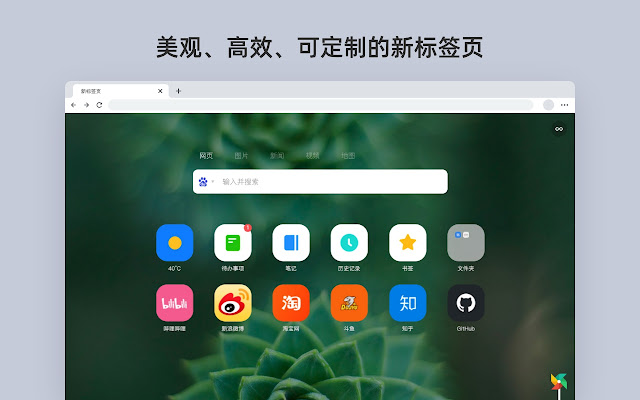 美观、高效、可定制的新标签页
新标签页
网页 图片 新闻 视频 地图
输入并搜索
1
40°C 待办事项 笔记 历史记录 书签 文件夹
bilibili 淘 知
哔哩哔哩 新浪微博 淘宝网 斗鱼 知乎 GitHub